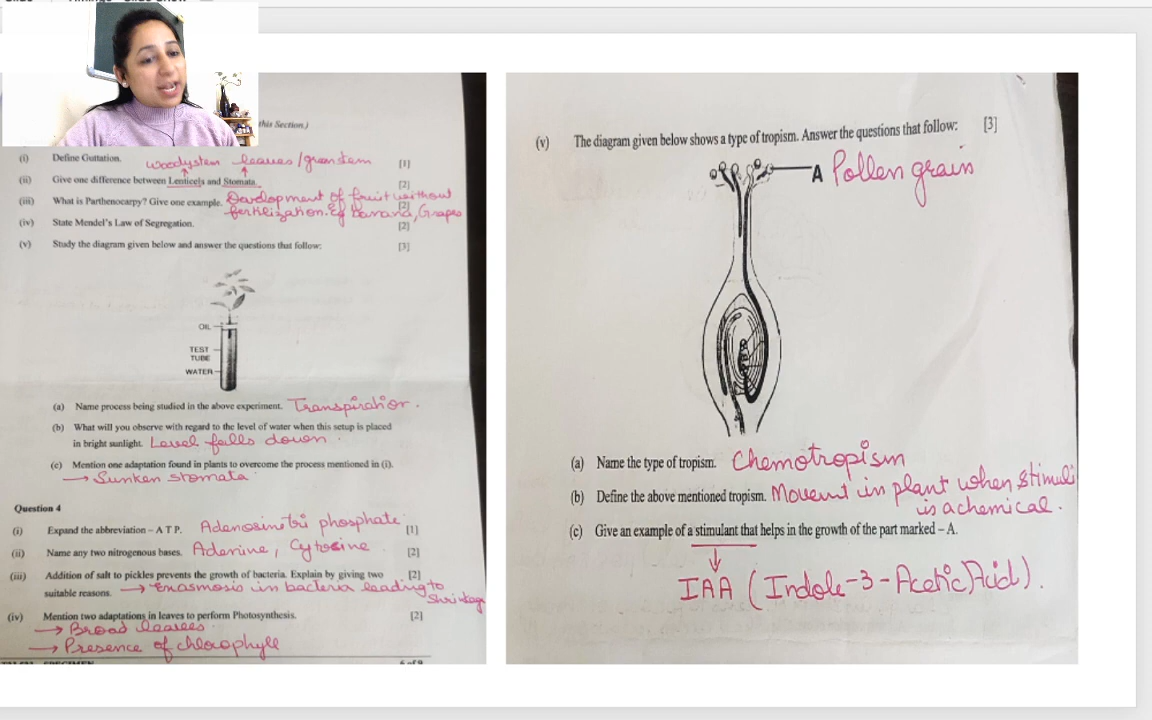 this Section.)
(i) Define Guttation.
woodystem leaves/greenstem [1]
(ii) Give one difference between Lenticels and Stomata. [2]
(iii) What is Parthenocarpy? Give one example. Development of fruit without
fertilization. Eg Banana, Grapes [2]
(iv) State Mendel's Law of Segregation. [2]
(v) Study the diagram given below and answer the questions that follow: [3]
OIL
TEST
TUBE
WATER
(a) Name process being studied in the above experiment. Transpiration.
(b) What will you observe with regard to the level of water when this setup is placed
in bright sunlight. Level falls down.
(c) Mention one adaptation found in plants to overcome the process mentioned in (i).
→ Sunken stomata
Question 4
(i) Expand the abbreviation – A T P. Adenosine tri phosphate [1]
(ii) Name any two nitrogenous bases. Adenine, Cytosine [2]
(iii) Addition of salt to pickles prevents the growth of bacteria. Explain by giving two [2]
suitable reasons. → in bacteria leading to
(iv) Mention two adaptations in leaves to perform Photosynthesis. [2]
→ Broad leaves
→ Presence of chlorophyll
(v) The diagram given below shows a type of tropism. Answer the questions that follow: [3]
A Pollen grain
(a) Name the type of tropism. Chemotropism
(b) Define the above mentioned tropism. in plant when stimuli
is a chemical.
(c) Give an example of a stimulant that helps in the growth of the part marked – A.
IAA (Indole-3-Acetic Acid).